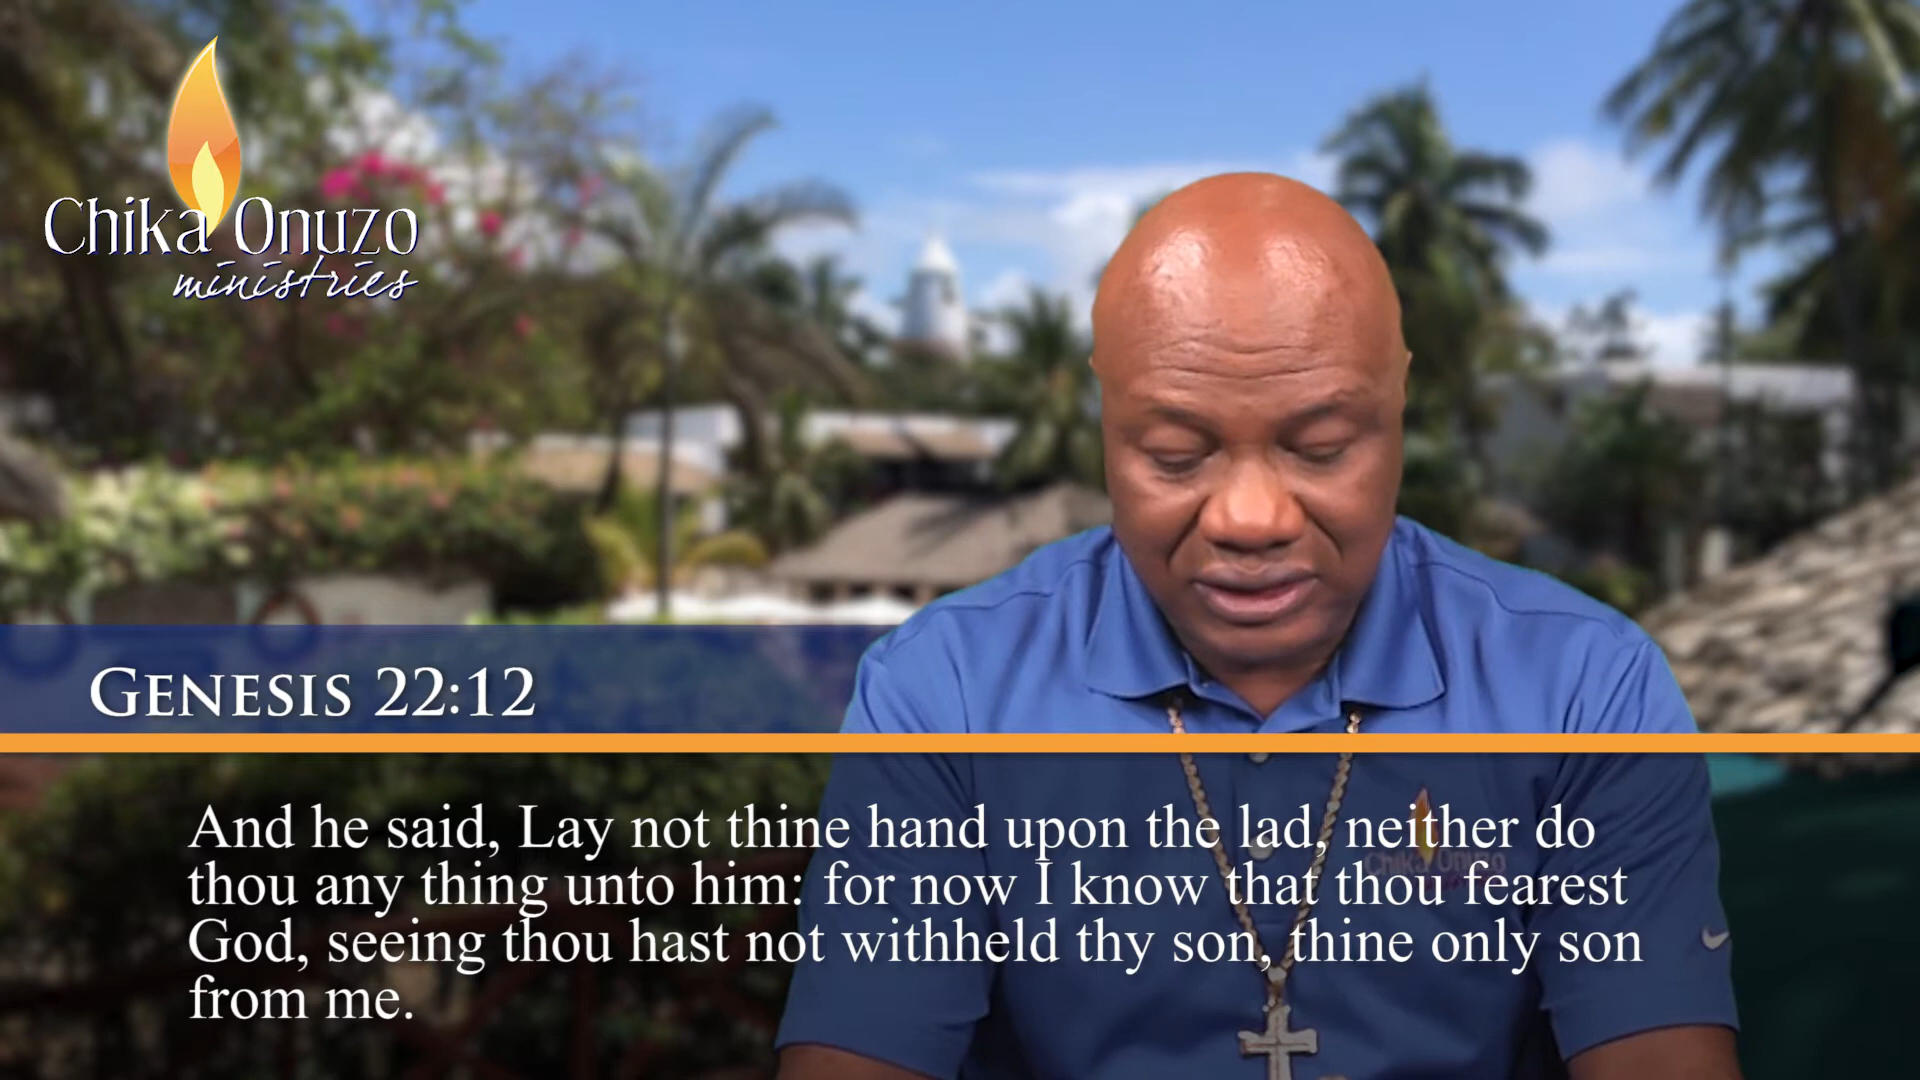 Chika Onuzo
ministries
GENESIS 22:12
And he said, Lay not thine hand upon the lad, neither do
thou any thing unto him: for now I know that thou fearest
God, seeing thou hast not withheld thy son, thine only son
from me.
Chika Onuzo